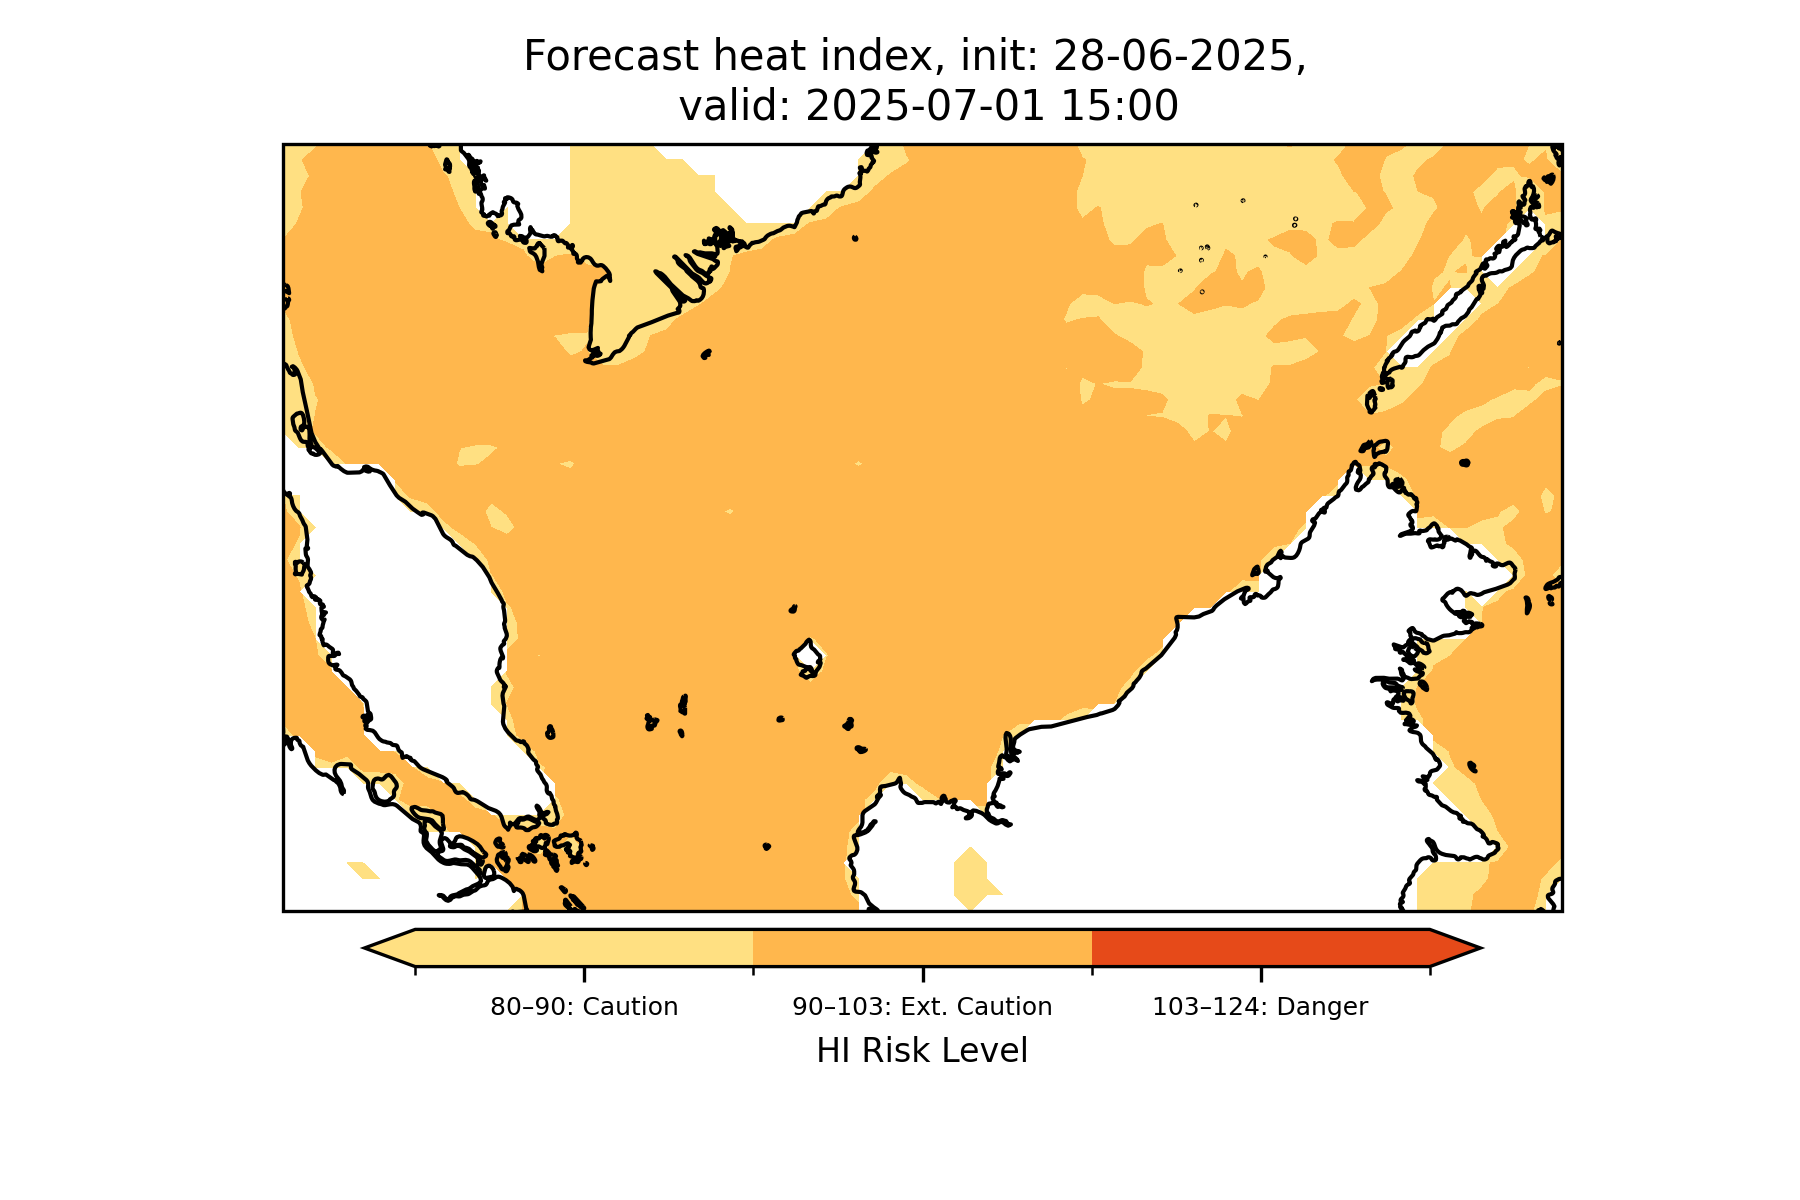 Forecast heat index, init: 28-06-2025,
valid: 2025-07-01 15:00
80–90: Caution
90–103: Ext. Caution
103–124: Danger
HI Risk Level